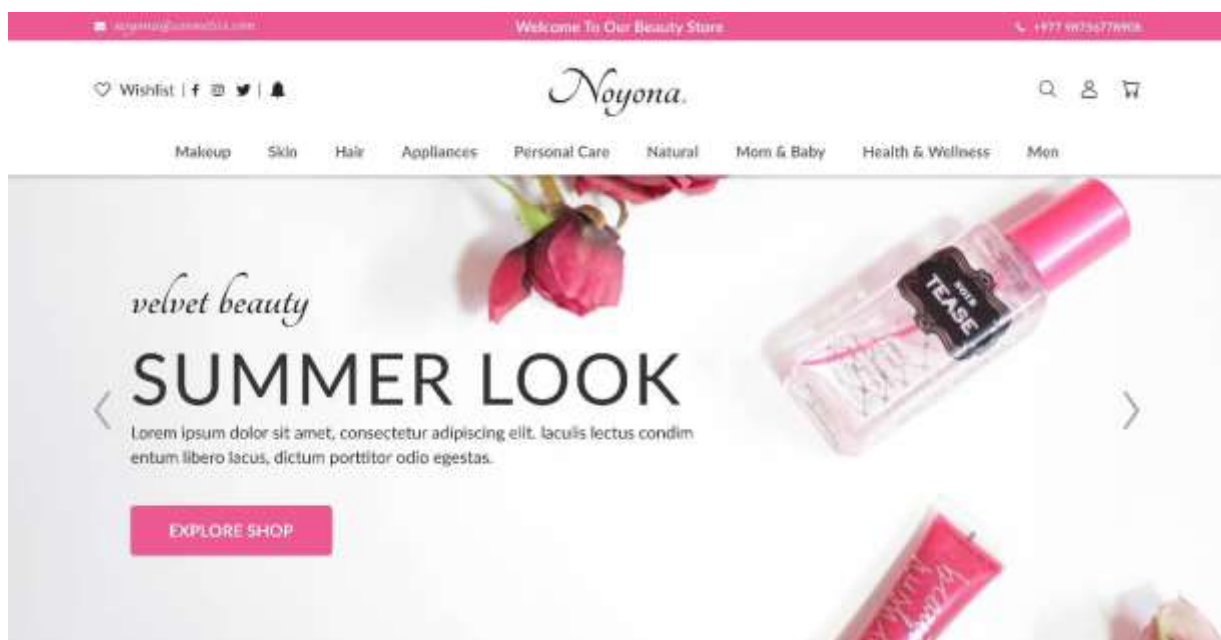 Welcome To Our Beauty Store
Wishlist
Noyona.
Makeup Skin Hair Appliances Personal Care Natural Mom & Baby Health & Wellness Men
velvet beauty
SUMMER LOOK
Lorem ipsum dolor sit amet, consectetur adipiscing elit. Iaculis lectus condim
entum libero lacus, dictum porttitor odio egestas.
EXPLORE SHOP
NOIR
TEASE